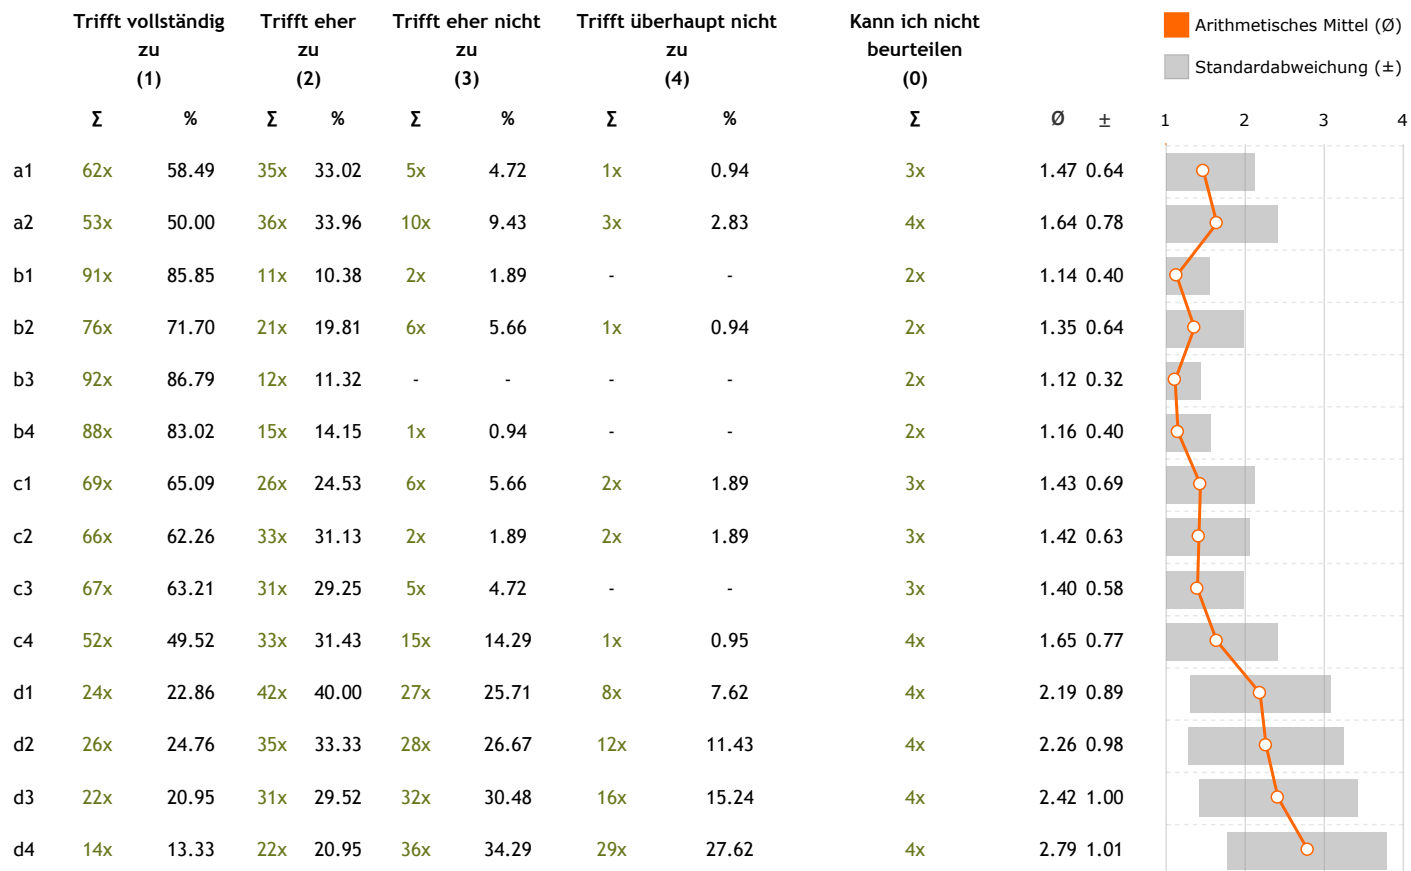 Trifft vollständig zu (1) Trifft eher zu (2) Trifft eher nicht zu (3) Trifft überhaupt nicht zu (4) Kann ich nicht beurteilen (0)
Arithmetisches Mittel (Ø)
Standardabweichung (±)
Σ % Σ % Σ % Σ % Σ Ø ± 1 2 3 4
a1 62x 58.49 35x 33.02 5x 4.72 1x 0.94 3x 1.47 0.64
a2 53x 50.00 36x 33.96 10x 9.43 3x 2.83 4x 1.64 0.78
b1 91x 85.85 11x 10.38 2x 1.89 - - 2x 1.14 0.40
b2 76x 71.70 21x 19.81 6x 5.66 1x 0.94 2x 1.35 0.64
b3 92x 86.79 12x 11.32 - - - - 2x 1.12 0.32
b4 88x 83.02 15x 14.15 1x 0.94 - - 2x 1.16 0.40
c1 69x 65.09 26x 24.53 6x 5.66 2x 1.89 3x 1.43 0.69
c2 66x 62.26 33x 31.13 2x 1.89 2x 1.89 3x 1.42 0.63
c3 67x 63.21 31x 29.25 5x 4.72 - - 3x 1.40 0.58
c4 52x 49.52 33x 31.43 15x 14.29 1x 0.95 4x 1.65 0.77
d1 24x 22.86 42x 40.00 27x 25.71 8x 7.62 4x 2.19 0.89
d2 26x 24.76 35x 33.33 28x 26.67 12x 11.43 4x 2.26 0.98
d3 22x 20.95 31x 29.52 32x 30.48 16x 15.24 4x 2.42 1.00
d4 14x 13.33 22x 20.95 36x 34.29 29x 27.62 4x 2.79 1.01